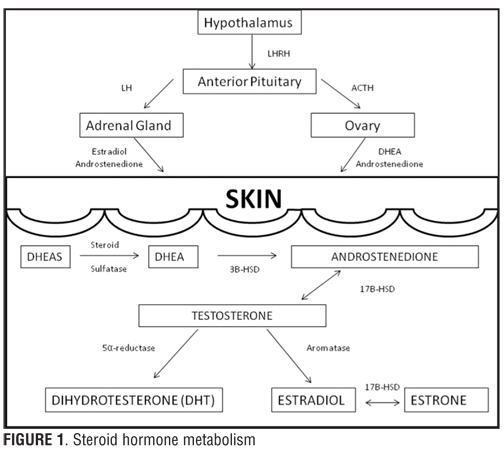 Hypothalamus
LHRH
Anterior Pituitary
LH
ACTH
Adrenal Gland
Ovary
Estradiol
Androstenedione
DHEA
Androstenedione
SKIN
DHEAS
Steroid
Sulfatase
DHEA
3B-HSD
ANDROSTENEDIONE
17B-HSD
TESTOSTERONE
5α-reductase
Aromatase
DIHYDROTESTERONE (DHT)
ESTRADIOL
17B-HSD
ESTRONE
FIGURE 1. Steroid hormone metabolism